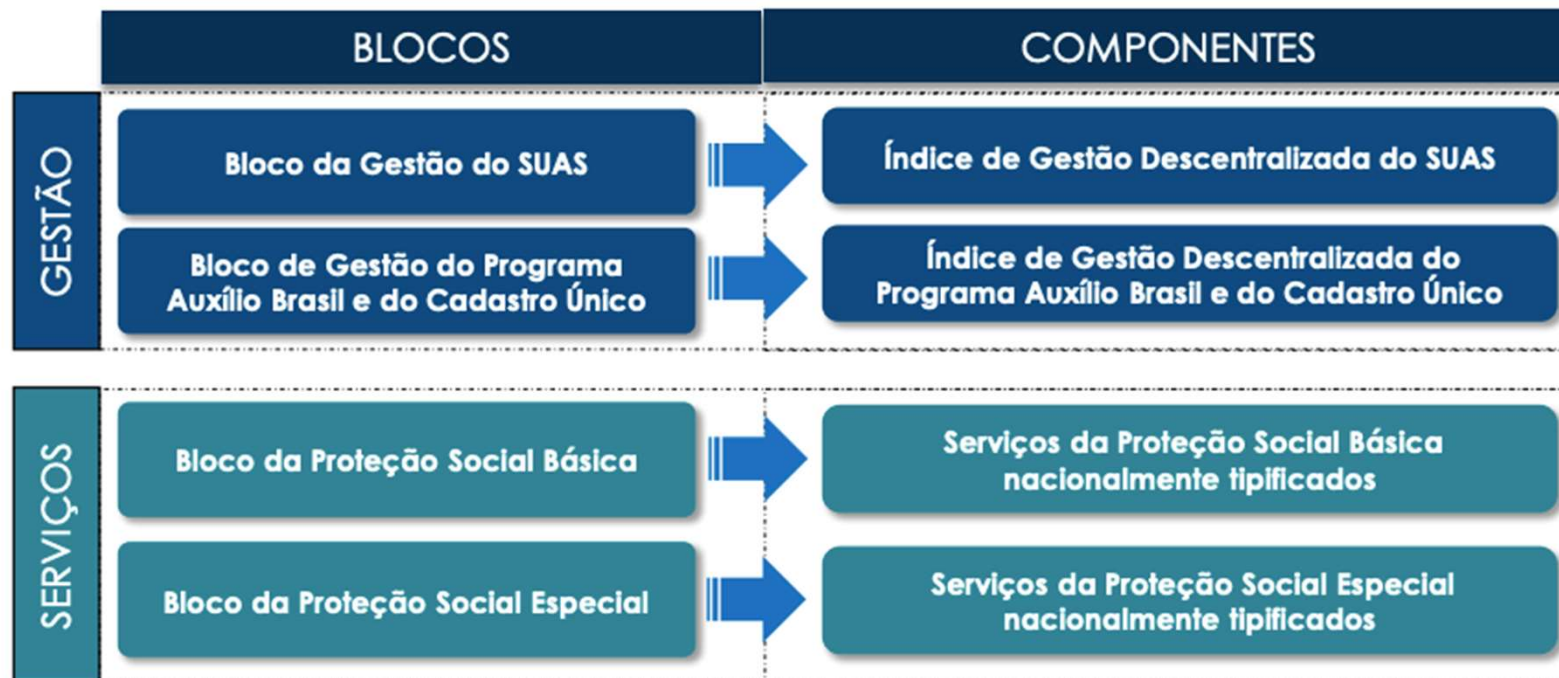 BLOCOS
COMPONENTES
GESTÃO
Bloco da Gestão do SUAS
Índice de Gestão Descentralizada do SUAS
Bloco de Gestão do Programa
Auxílio Brasil e do Cadastro Único
Índice de Gestão Descentralizada do
Programa Auxílio Brasil e do Cadastro Único
SERVIÇOS
Bloco da Proteção Social Básica
Serviços da Proteção Social Básica
nacionalmente tipificados
Bloco da Proteção Social Especial
Serviços da Proteção Social Especial
nacionalmente tipificados